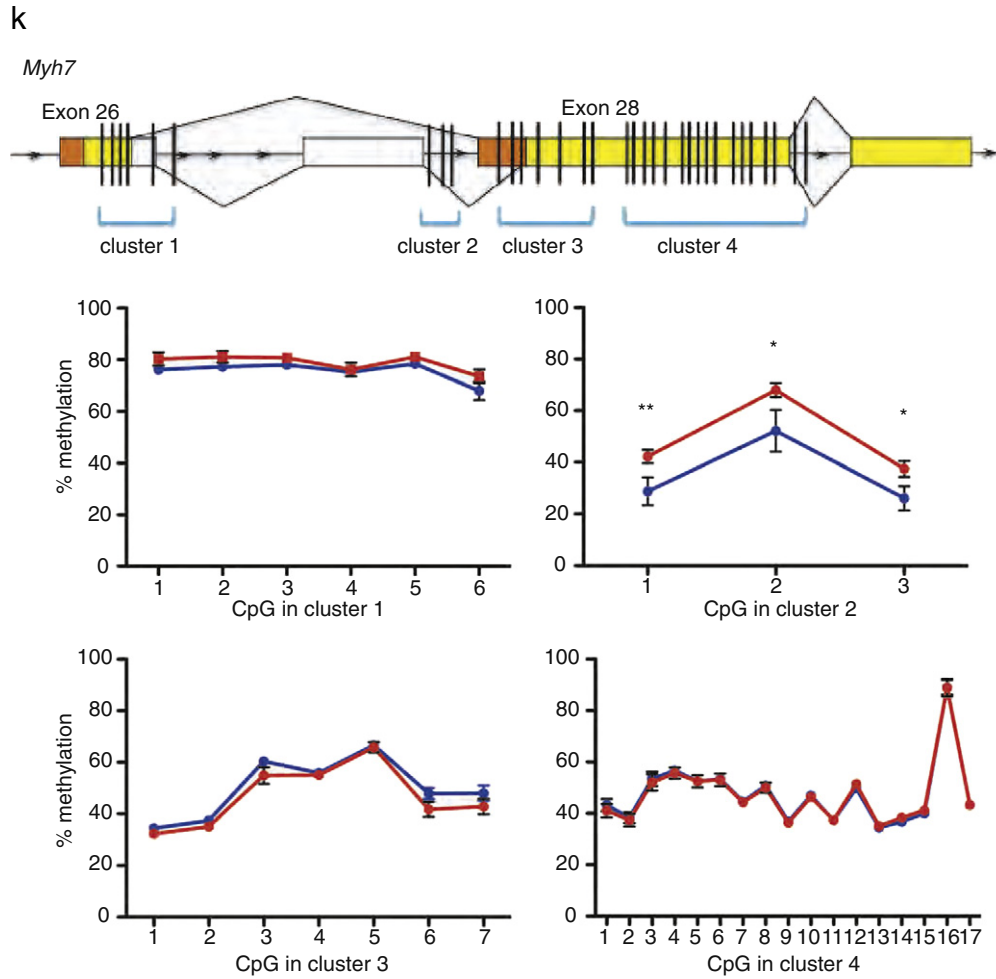 k
Myh7
Exon 26
Exon 28
cluster 1
cluster 2
cluster 3
cluster 4
100
80
60
40
20
0
% methylation
1 2 3 4 5 6
CpG in cluster 1
100
80
60
40
20
0
**
*
*
1 2 3
CpG in cluster 2
100
80
60
40
20
0
% methylation
1 2 3 4 5 6 7
CpG in cluster 3
100
80
60
40
20
0
1 2 3 4 5 6 7 8 9 10 11 12 13 14 15 16 17
CpG in cluster 4